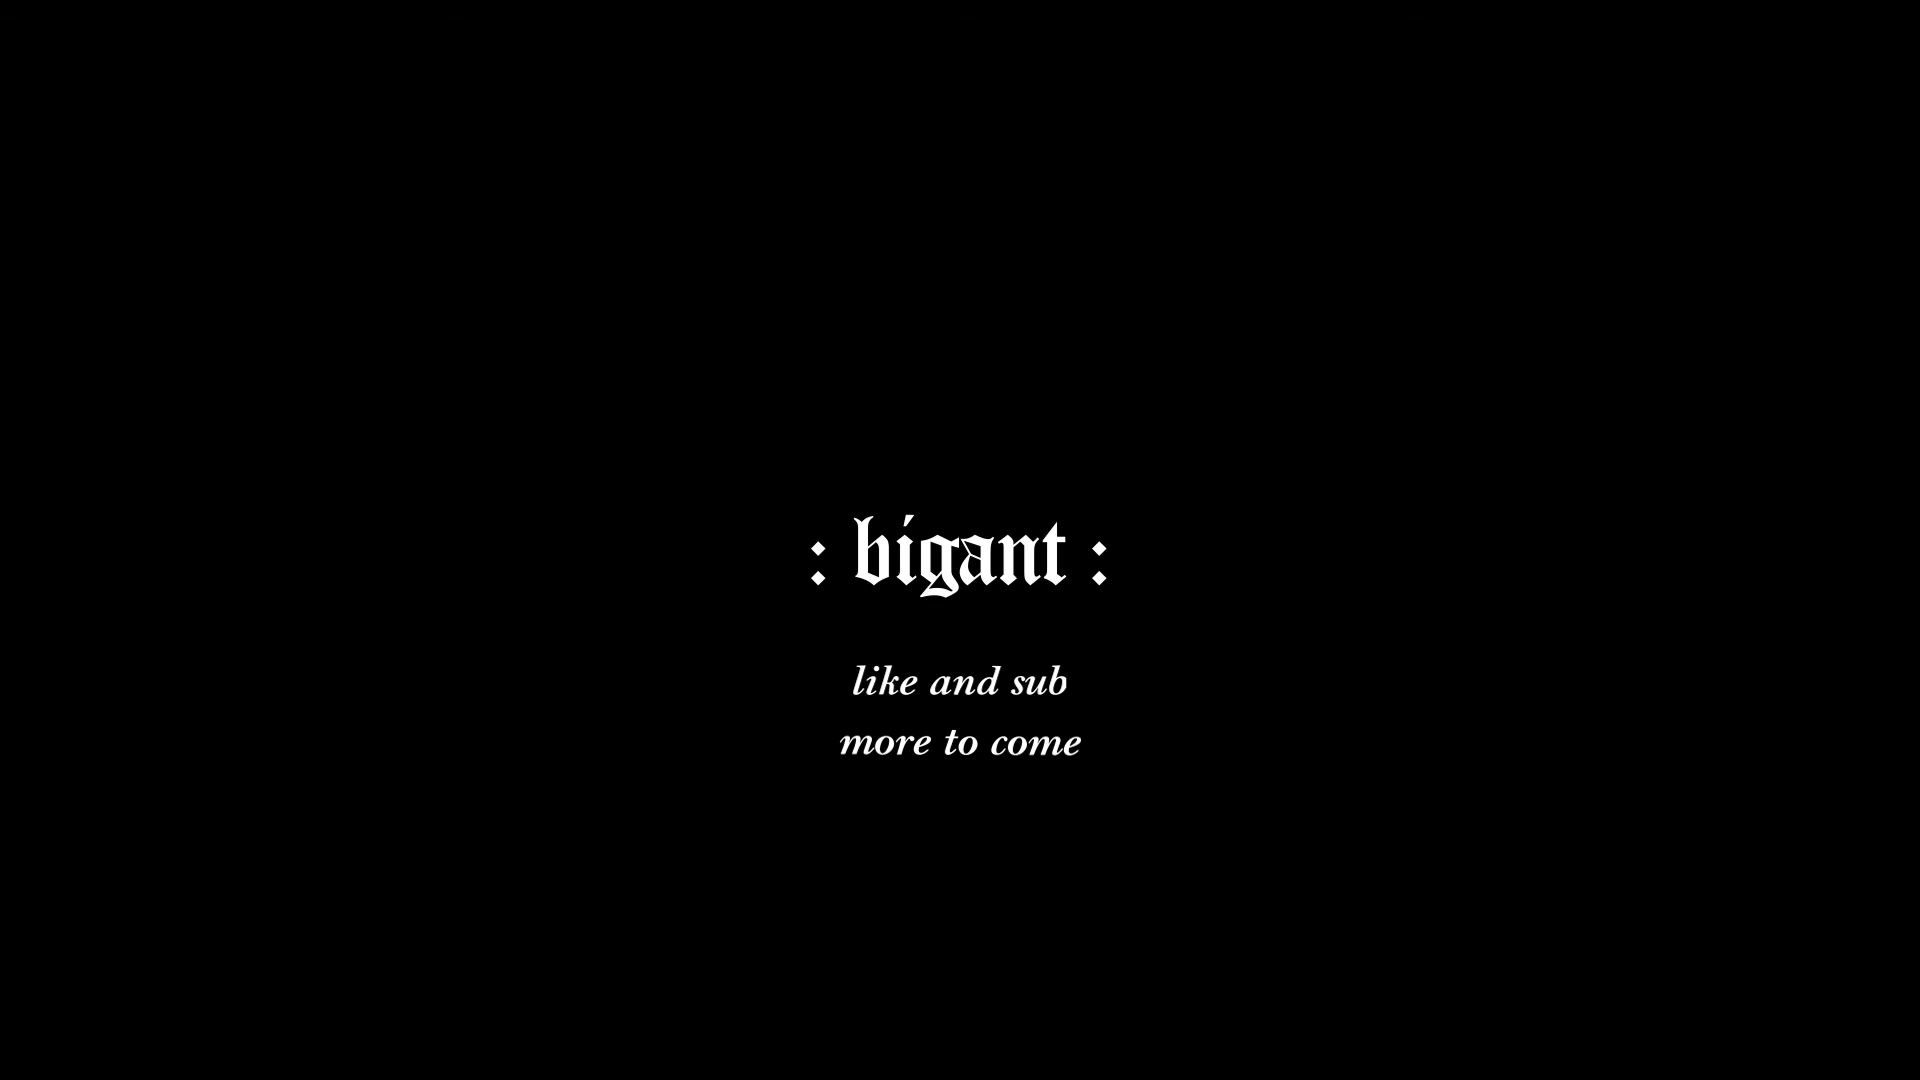 : bigant :
like and sub
more to come